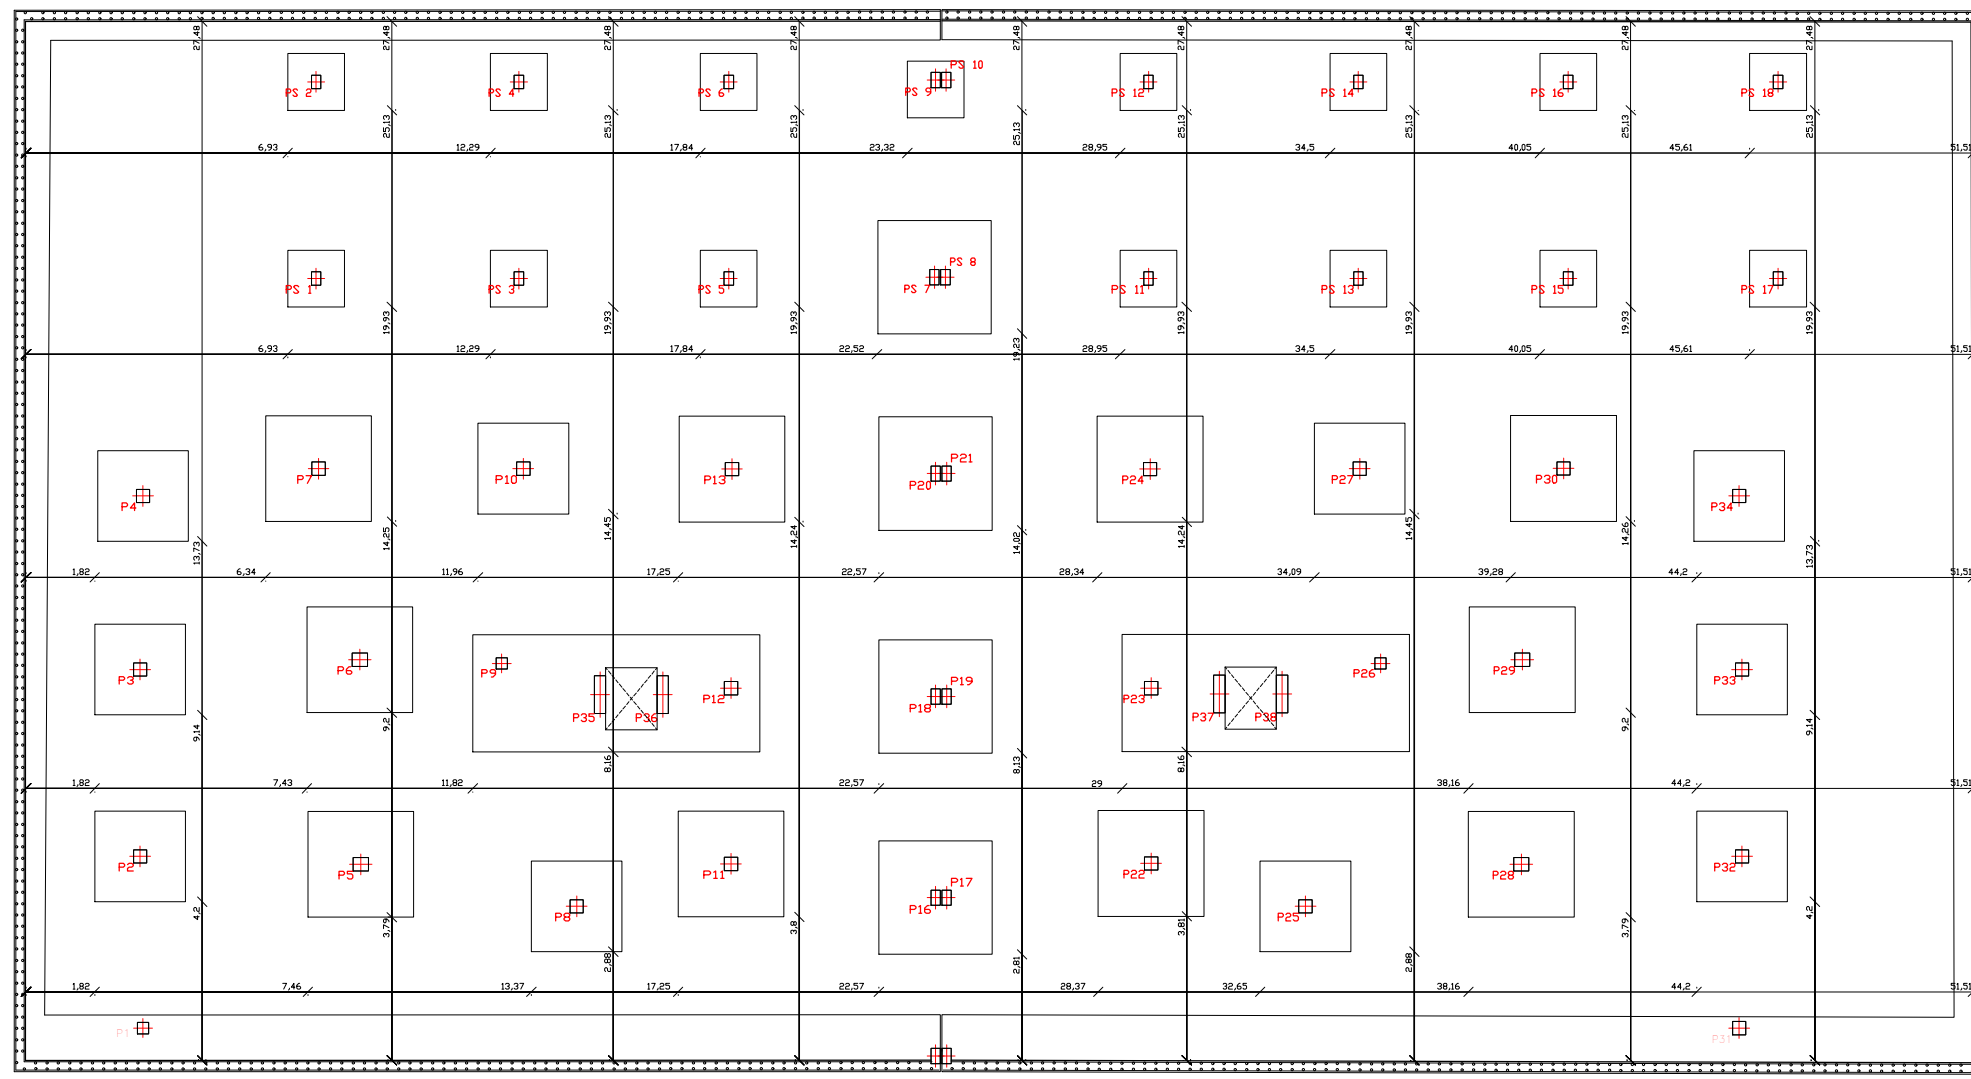 27,48 27,48 27,48 27,48 27,48 27,48 27,48 27,48 27,48
PS 10
PS 2 PS 4 PS 6 PS 9 PS 12 PS 14 PS 16 PS 18
25,13 25,13 25,13 25,13 25,13 25,13 25,13 25,13
6,93 12,29 17,84 23,32 28,95 34,5 40,05 45,61 51,51
PS 8
PS 1 PS 3 PS 5 PS 7 PS 11 PS 13 PS 15 PS 17
19,93 19,93 19,93 19,23 19,93 19,93 19,93 19,93
6,93 12,29 17,84 22,52 28,95 34,5 40,05 45,61 51,51
P21
P4 P7 P10 P13 P20 P24 P27 P30 P34
13,73 14,25 14,45 14,24 14,02 14,24 14,45 14,26 13,73
1,82 6,34 11,96 17,25 22,57 28,34 34,09 39,28 44,2 51,51
P19
P3 P6 P9 P12 P18 P23 P26 P29 P33
P35 P36 P37 P38
9,14 9,2 8,16 8,13 8,16 9,2 9,14
1,82 7,43 11,82 22,57 29 38,16 44,2 51,51
P17
P2 P5 P8 P11 P16 P22 P25 P28 P32
4,2 3,79 2,88 3,8 2,81 3,81 2,88 3,79 4,2
1,82 7,46 13,37 17,25 22,57 28,37 32,65 38,16 44,2 51,51
P1 P31